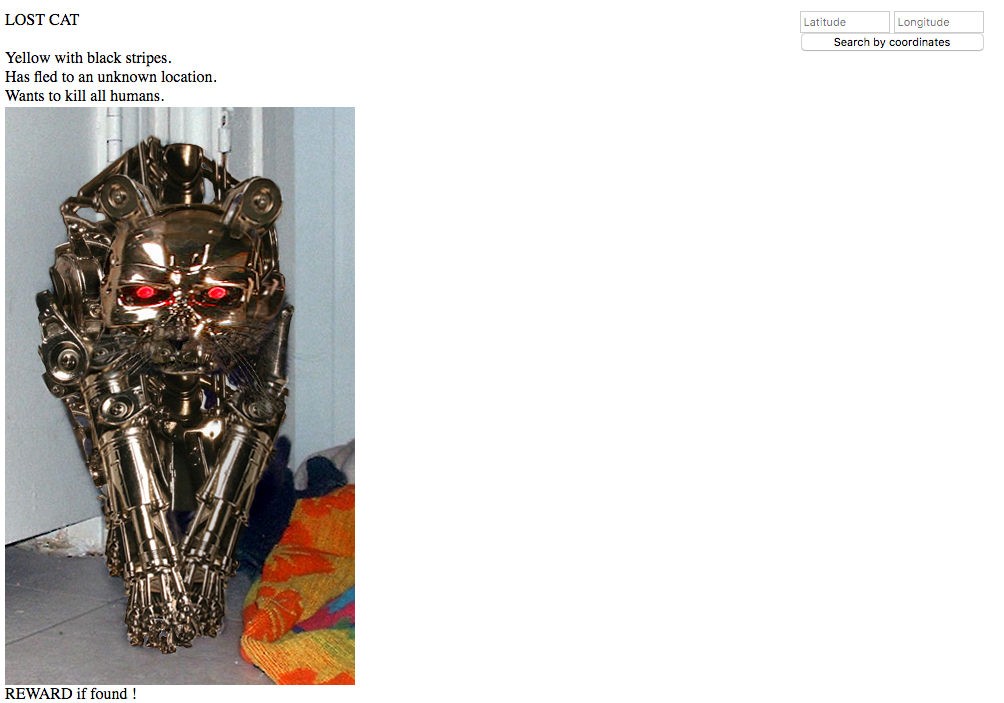 LOST CAT
Latitude
Longitude
Search by coordinates
Yellow with black stripes.
Has fled to an unknown location.
Wants to kill all humans.
REWARD if found !